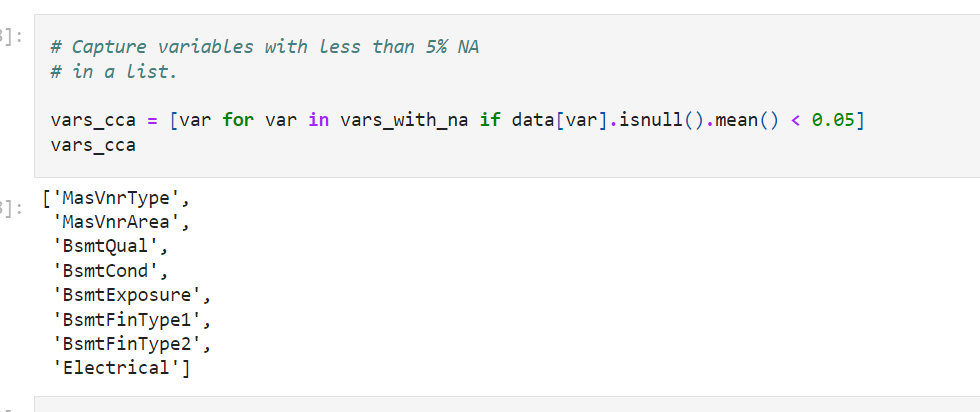 ]:
# Capture variables with less than 5% NA
# in a list.
vars_cca = [var for var in vars_with_na if data[var].isnull().mean() < 0.05]
vars_cca
]:
['MasVnrType',
'MasVnrArea',
'BsmtQual',
'BsmtCond',
'BsmtExposure',
'BsmtFinType1',
'BsmtFinType2',
'Electrical']